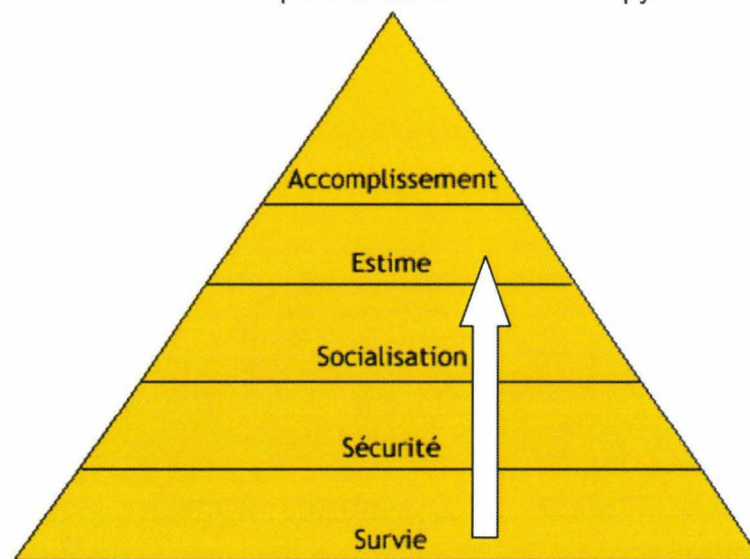 Accomplissement
Estime
Socialisation
Sécurité
Survie